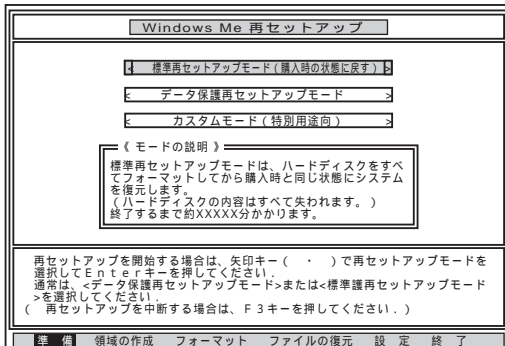 Windows Me 再セットアップ
< 標準再セットアップモード(購入時の状態に戻す) >
< データ保護再セットアップモード >
< カスタムモード(特別用途向) >
《 モードの説明 》
標準再セットアップモードは、ハードディスクをすべ
てフォーマットしてから購入時と同じ状態にシステム
を復元します。
(ハードディスクの内容はすべて失われます。)
終了するまで約XXXXX分かかります。
再セットアップを開始する場合は、矢印キー( ・ )で再セットアップモードを
選択してEnterキーを押してください.
通常は、<データ保護再セットアップモード>または<標準護再セットアップモード
>を選択してください.
( 再セットアップを中断する場合は、F3キーを押してください.)
準 備 領域の作成 フォーマット ファイルの復元 設 定 終 了